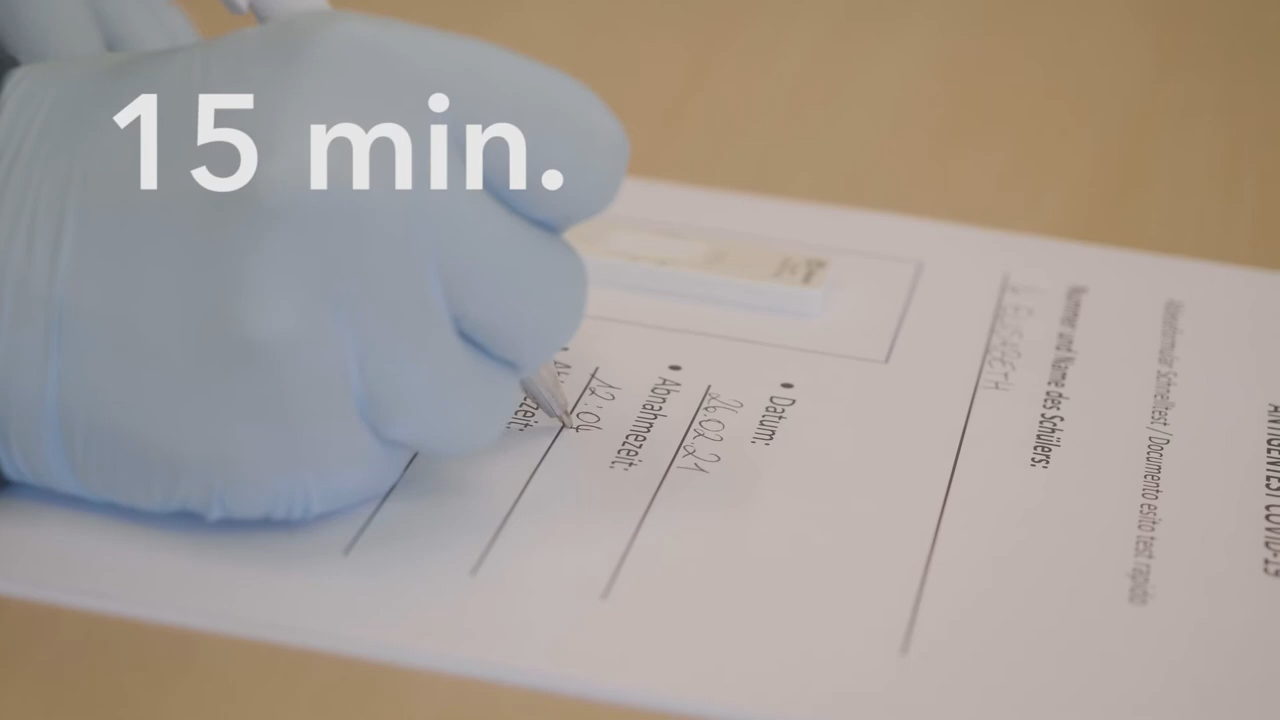 15 min.
ANTIGENTEST COVID-19
Schnelltest / Documento esito test rapido
Nummer und Name des Schülers:
ELISABETH
• Datum:
26.02.21
• Abnahmezeit:
12:04